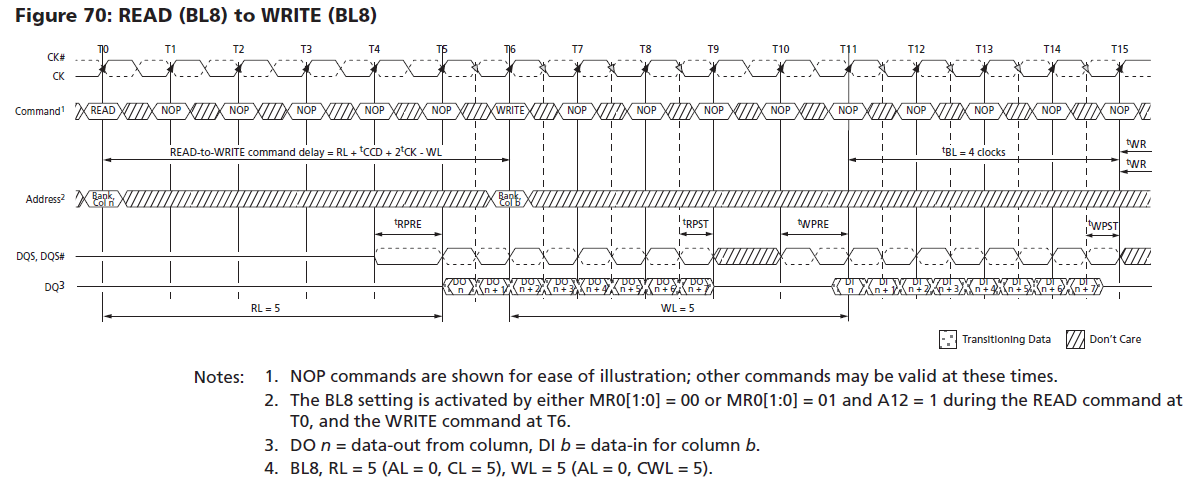 Figure 70: READ (BL8) to WRITE (BL8)
T0 T1 T2 T3 T4 T5 T6 T7 T8 T9 T10 T11 T12 T13 T14 T15
CK#
CK
Command1 READ NOP NOP NOP NOP NOP WRITE NOP NOP NOP NOP NOP NOP NOP NOP NOP
tWR
READ-to-WRITE command delay = RL + tCCD + 2tCK - WL tBL = 4 clocks
tWR
Address2 Bank, Col n Bank, Col b
tRPRE tRPST tWPRE tWPST
DQS, DQS#
DQ3 DO n DO n + 1 DO n + 2 DO n + 3 DO n + 4 DO n + 5 DO n + 6 DO n + 7 DI n DI n + 1 DI n + 2 DI n + 3 DI n + 4 DI n + 5 DI n + 6 DI n + 7
RL = 5 WL = 5
Transitioning Data Don't Care
Notes: 1. NOP commands are shown for ease of illustration; other commands may be valid at these times.
2. The BL8 setting is activated by either MR0[1:0] = 00 or MR0[1:0] = 01 and A12 = 1 during the READ command at
T0, and the WRITE command at T6.
3. DO n = data-out from column, DI b = data-in for column b.
4. BL8, RL = 5 (AL = 0, CL = 5), WL = 5 (AL = 0, CWL = 5).